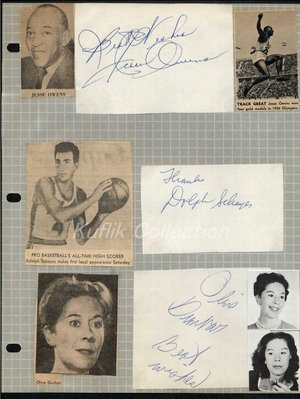 Best Wishes
Jesse Owens
JESSE OWENS
TRACK GREAT Jesse Owens won
four gold medals in 1936 Olympics.
Thanks
Dolph Schayes
Kuflik Collection
PRO BASKETBALL'S ALL-TIME HIGH SCORER
Adolph Schayes makes first local appearance Saturday
Olive
Dunbar
Best
wishes
Olive Dunbar